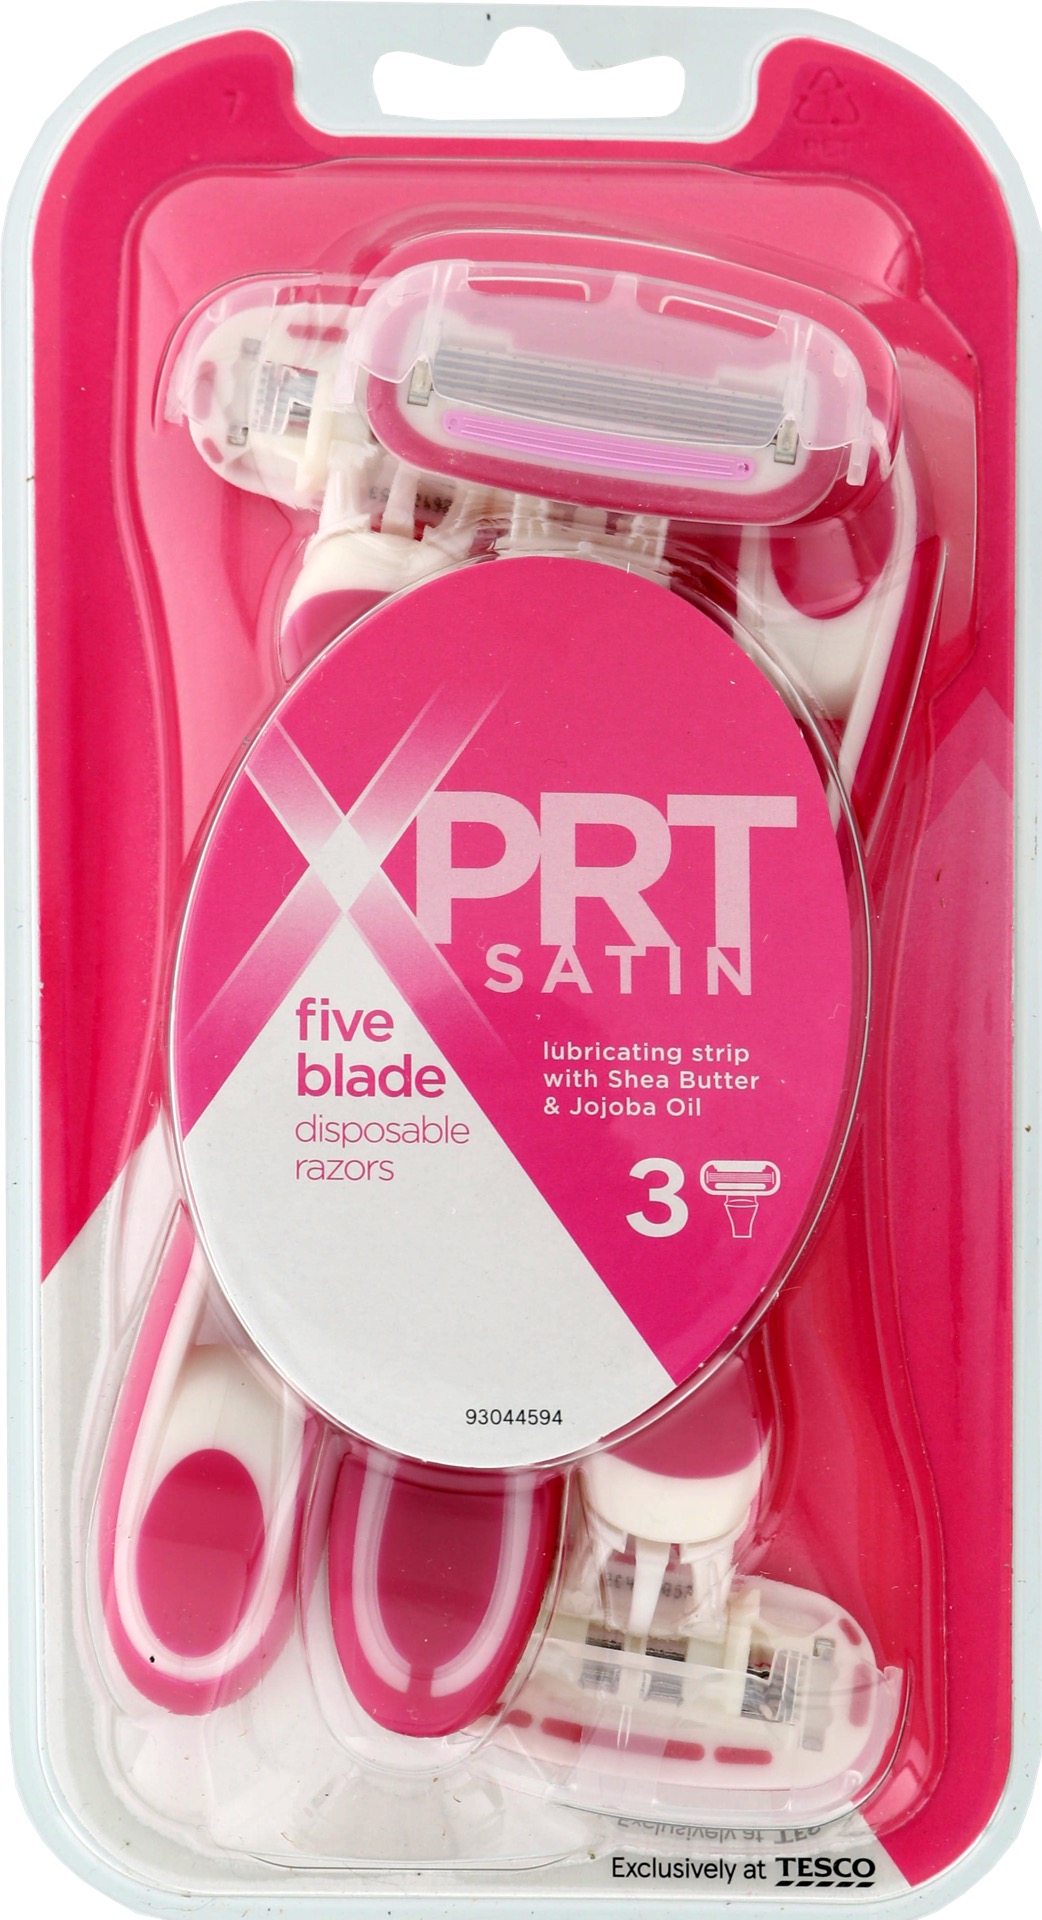 XPRT
SATIN
five
blade
disposable
razors
lubricating strip
with Shea Butter
& Jojoba Oil
3
93044594
Exclusively at TESCO